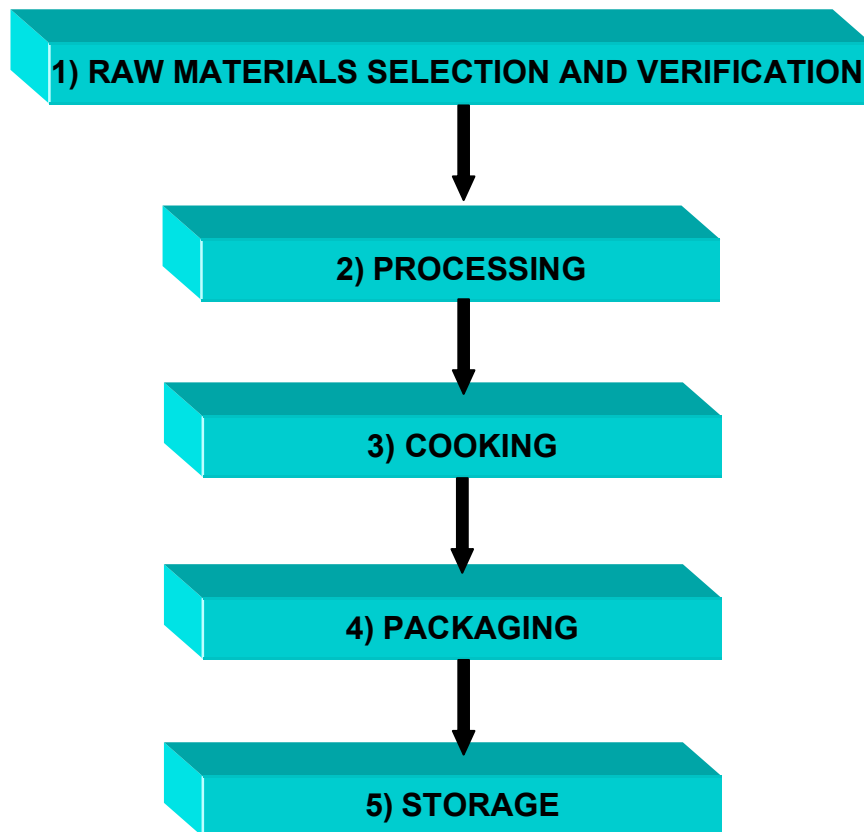 1) RAW MATERIALS SELECTION AND VERIFICATION
2) PROCESSING
3) COOKING
4) PACKAGING
5) STORAGE